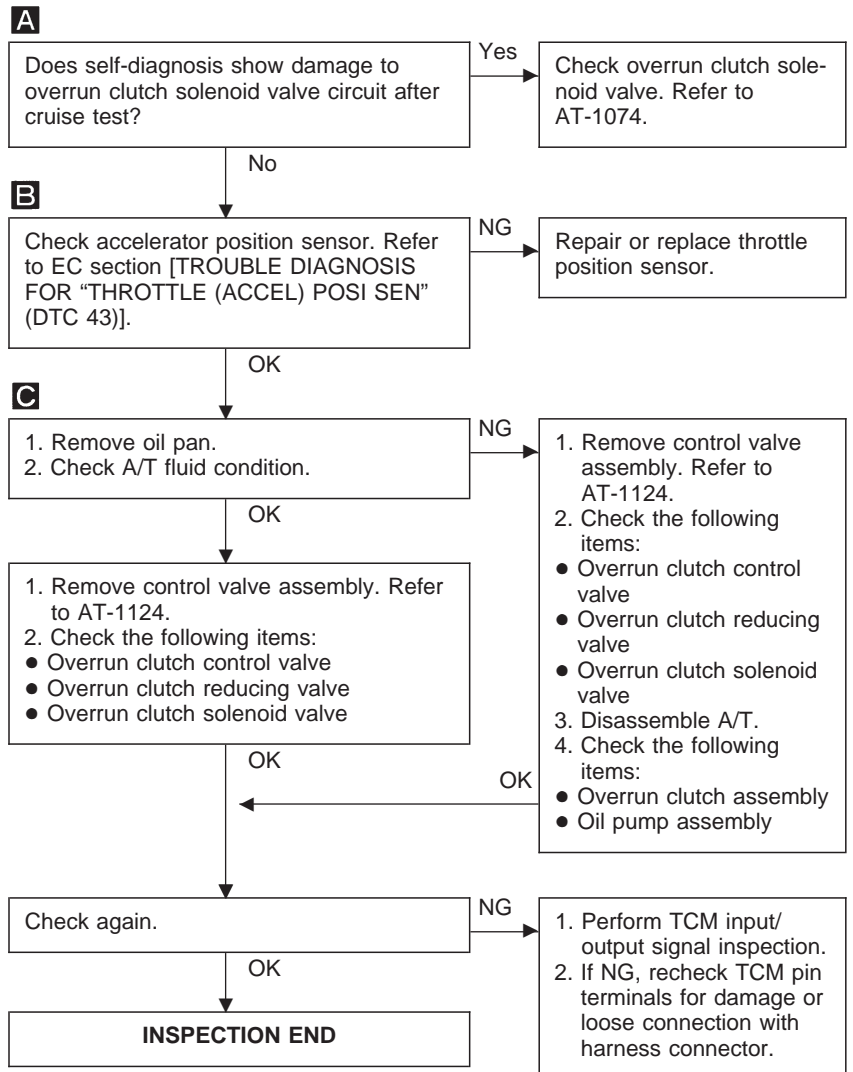 A
Does self-diagnosis show damage to
overrun clutch solenoid valve circuit after
cruise test?
Yes
Check overrun clutch sole-
noid valve. Refer to
AT-1074.
No
B
Check accelerator position sensor. Refer
to EC section [TROUBLE DIAGNOSIS
FOR “THROTTLE (ACCEL) POSI SEN”
(DTC 43)].
NG
Repair or replace throttle
position sensor.
OK
C
1. Remove oil pan.
2. Check A/T fluid condition.
NG
1. Remove control valve
assembly. Refer to
AT-1124.
2. Check the following
items:
● Overrun clutch control
valve
● Overrun clutch reducing
valve
● Overrun clutch solenoid
valve
3. Disassemble A/T.
4. Check the following
items:
● Overrun clutch assembly
● Oil pump assembly
OK
1. Remove control valve assembly. Refer
to AT-1124.
2. Check the following items:
● Overrun clutch control valve
● Overrun clutch reducing valve
● Overrun clutch solenoid valve
OK
OK
Check again.
NG
1. Perform TCM input/
output signal inspection.
2. If NG, recheck TCM pin
terminals for damage or
loose connection with
harness connector.
OK
INSPECTION END